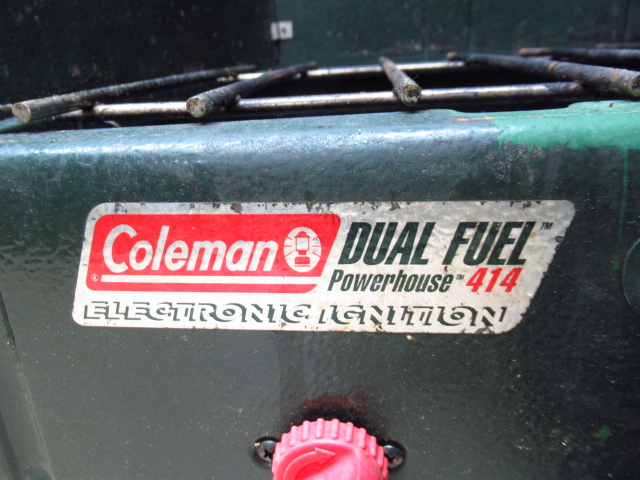 Coleman ® DUAL FUEL™
Powerhouse™ 414
ELECTRONIC IGNITION